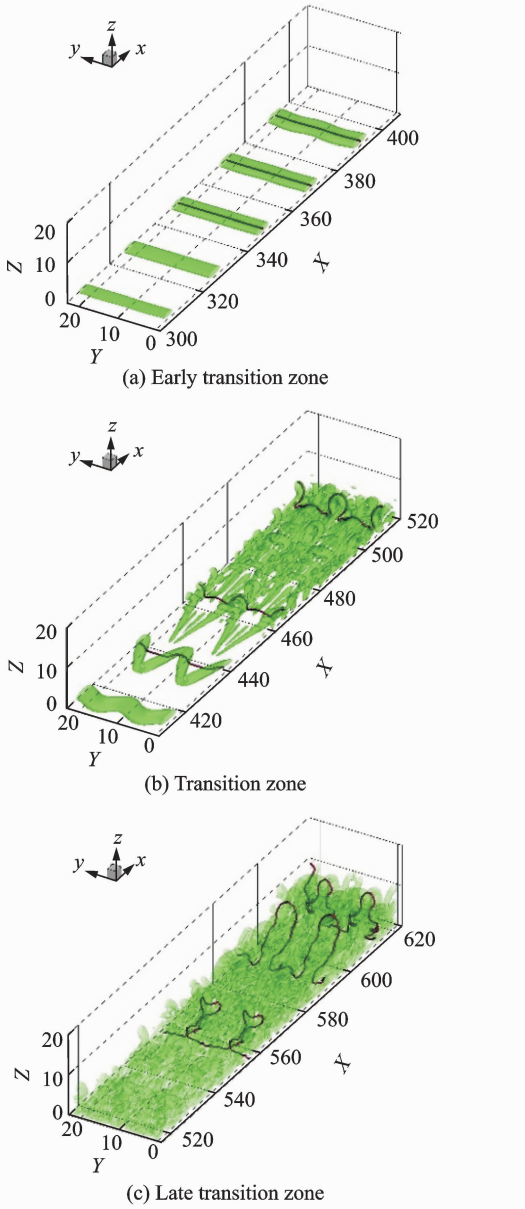 z
y
x
20
10
0
Z
20
10
0
Y
300
320
340
360
380
400
X
(a) Early transition zone
z
y
x
20
10
0
Z
20
10
0
Y
420
440
460
480
500
520
X
(b) Transition zone
z
y
x
20
10
0
Z
20
10
0
Y
520
540
560
580
600
620
X
(c) Late transition zone